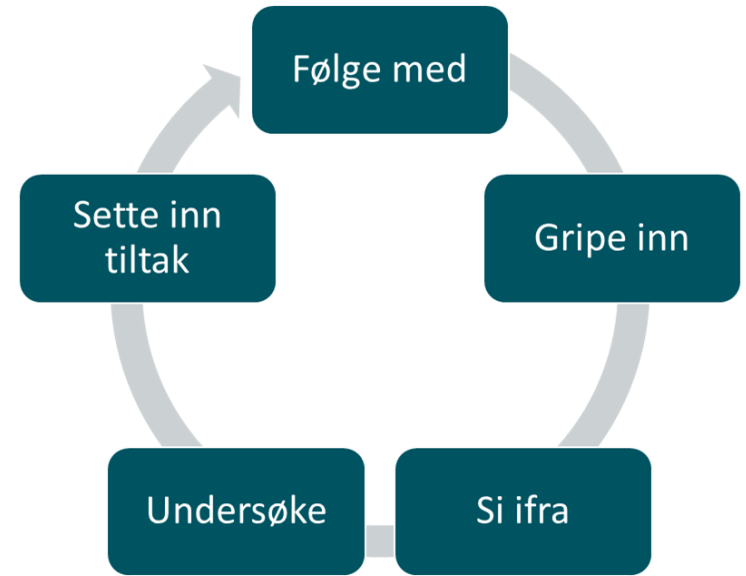 Følge med
Gripe inn
Si ifra
Undersøke
Sette inn
tiltak